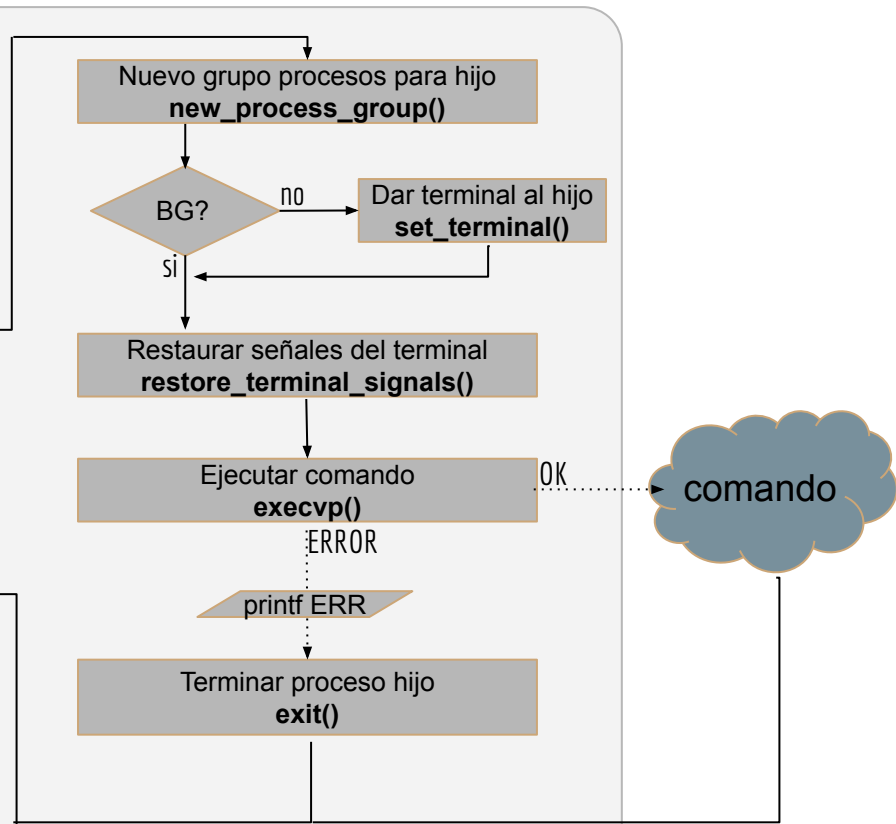 Nuevo grupo procesos para hijo
new_process_group()
BG?
no
Dar terminal al hijo
set_terminal()
si
Restaurar señales del terminal
restore_terminal_signals()
Ejecutar comando
execvp()
OK
comando
ERROR
printf ERR
Terminar proceso hijo
exit()